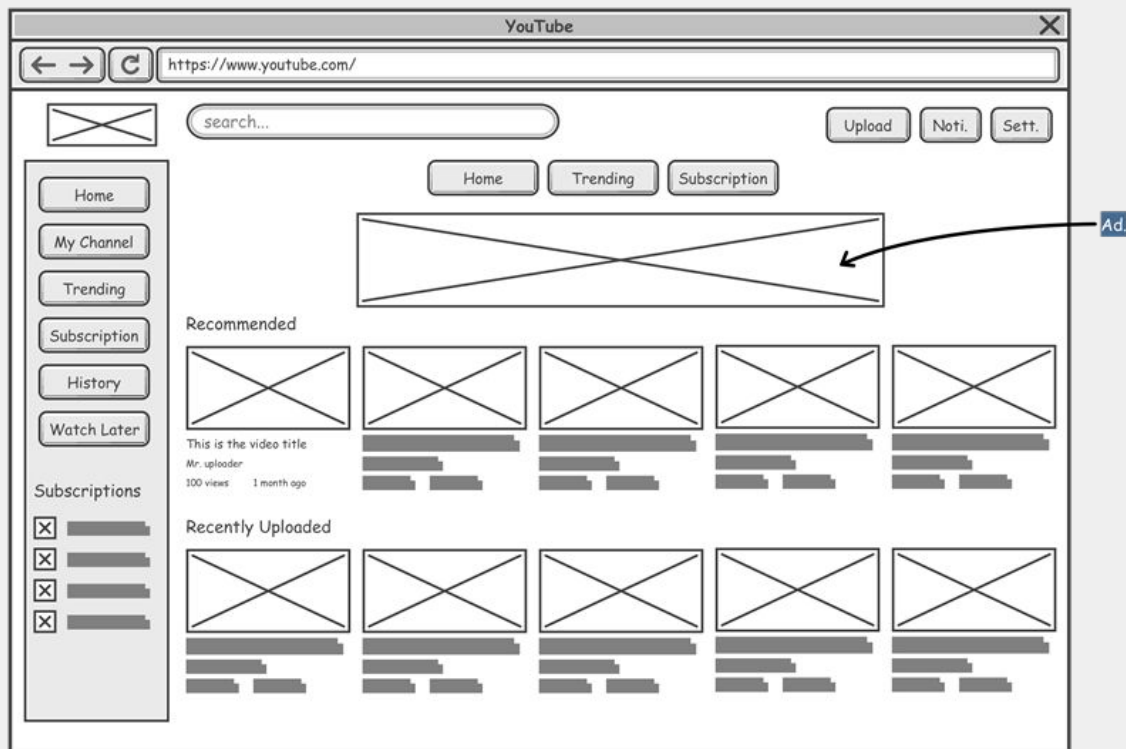 YouTube
https://www.youtube.com/
search...
Upload Noti. Sett.
Home Trending Subscription
Ad.
Home
My Channel
Trending
Subscription
History
Watch Later
Subscriptions
Recommended
This is the video title
Mr. uploader
100 views 1 month ago
Recently Uploaded